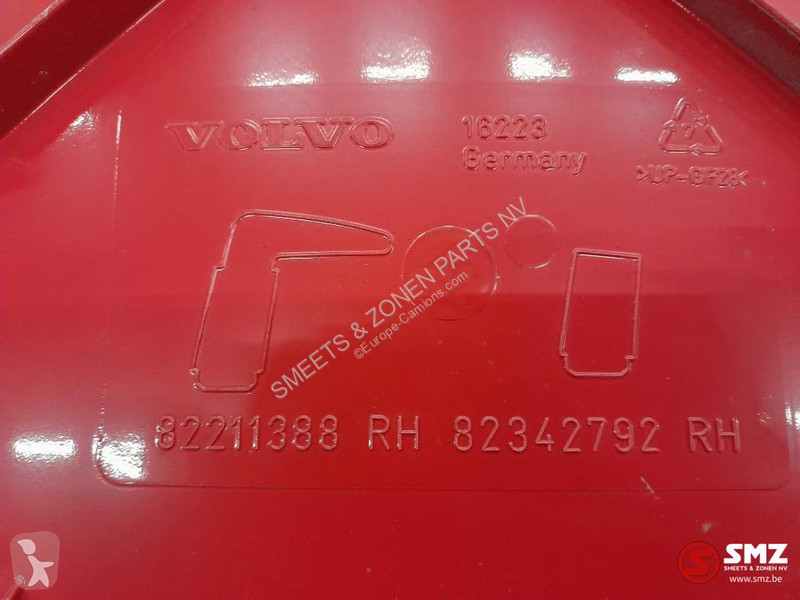 VOLVO
16223
Germany
>UP-GF21<
SMEETS & ZONEN PARTS NV
©Europe-Camions.com
82211388 RH 82342792 RH
SMZ
SMEETS & ZONEN NV
www.smz.be